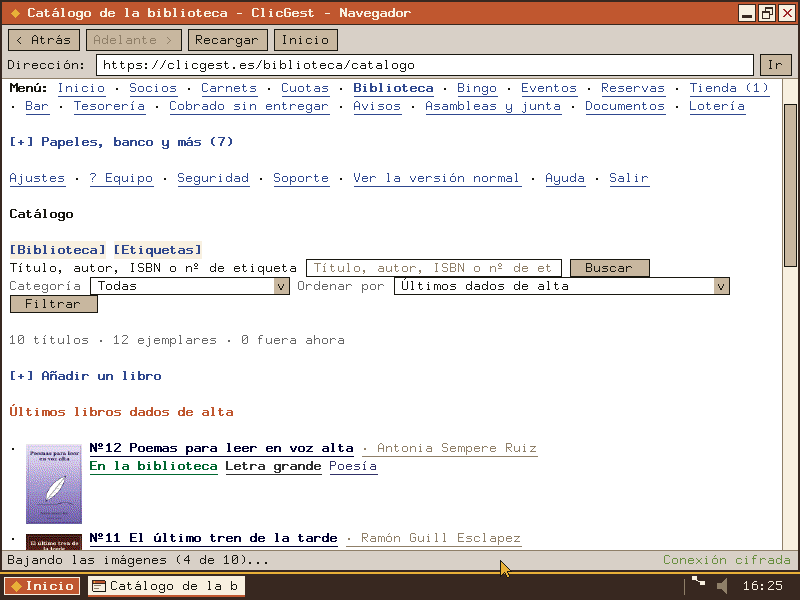 Catálogo de la biblioteca - ClicGest - Navegador
< Atrás Adelante > Recargar Inicio
Dirección: https://clicgest.es/biblioteca/catalogo Ir
Menú: Inicio · Socios · Carnets · Cuotas · Biblioteca · Bingo · Eventos · Reservas · Tienda (1)
· Bar · Tesorería · Cobrado sin entregar · Avisos · Asambleas y junta · Documentos · Lotería
[+] Papeles, banco y más (7)
Ajustes · ? Equipo · Seguridad · Soporte · Ver la versión normal · Ayuda · Salir
Catálogo
[Biblioteca] [Etiquetas]
Título, autor, ISBN o nº de etiqueta Título, autor, ISBN o nº de et Buscar
Categoría Todas v Ordenar por Últimos dados de alta v
Filtrar
10 títulos · 12 ejemplares · 0 fuera ahora
[+] Añadir un libro
Últimos libros dados de alta
· Nº12 Poemas para leer en voz alta · Antonia Sempere Ruiz
En la biblioteca Letra grande Poesía
Poemas para leer
en voz alta
· Nº11 El último tren de la tarde · Ramón Guill Esclapez
El último tren de
la tarde
Bajando las imágenes (4 de 10)... Conexión cifrada
Inicio Catálogo de la b 16:25